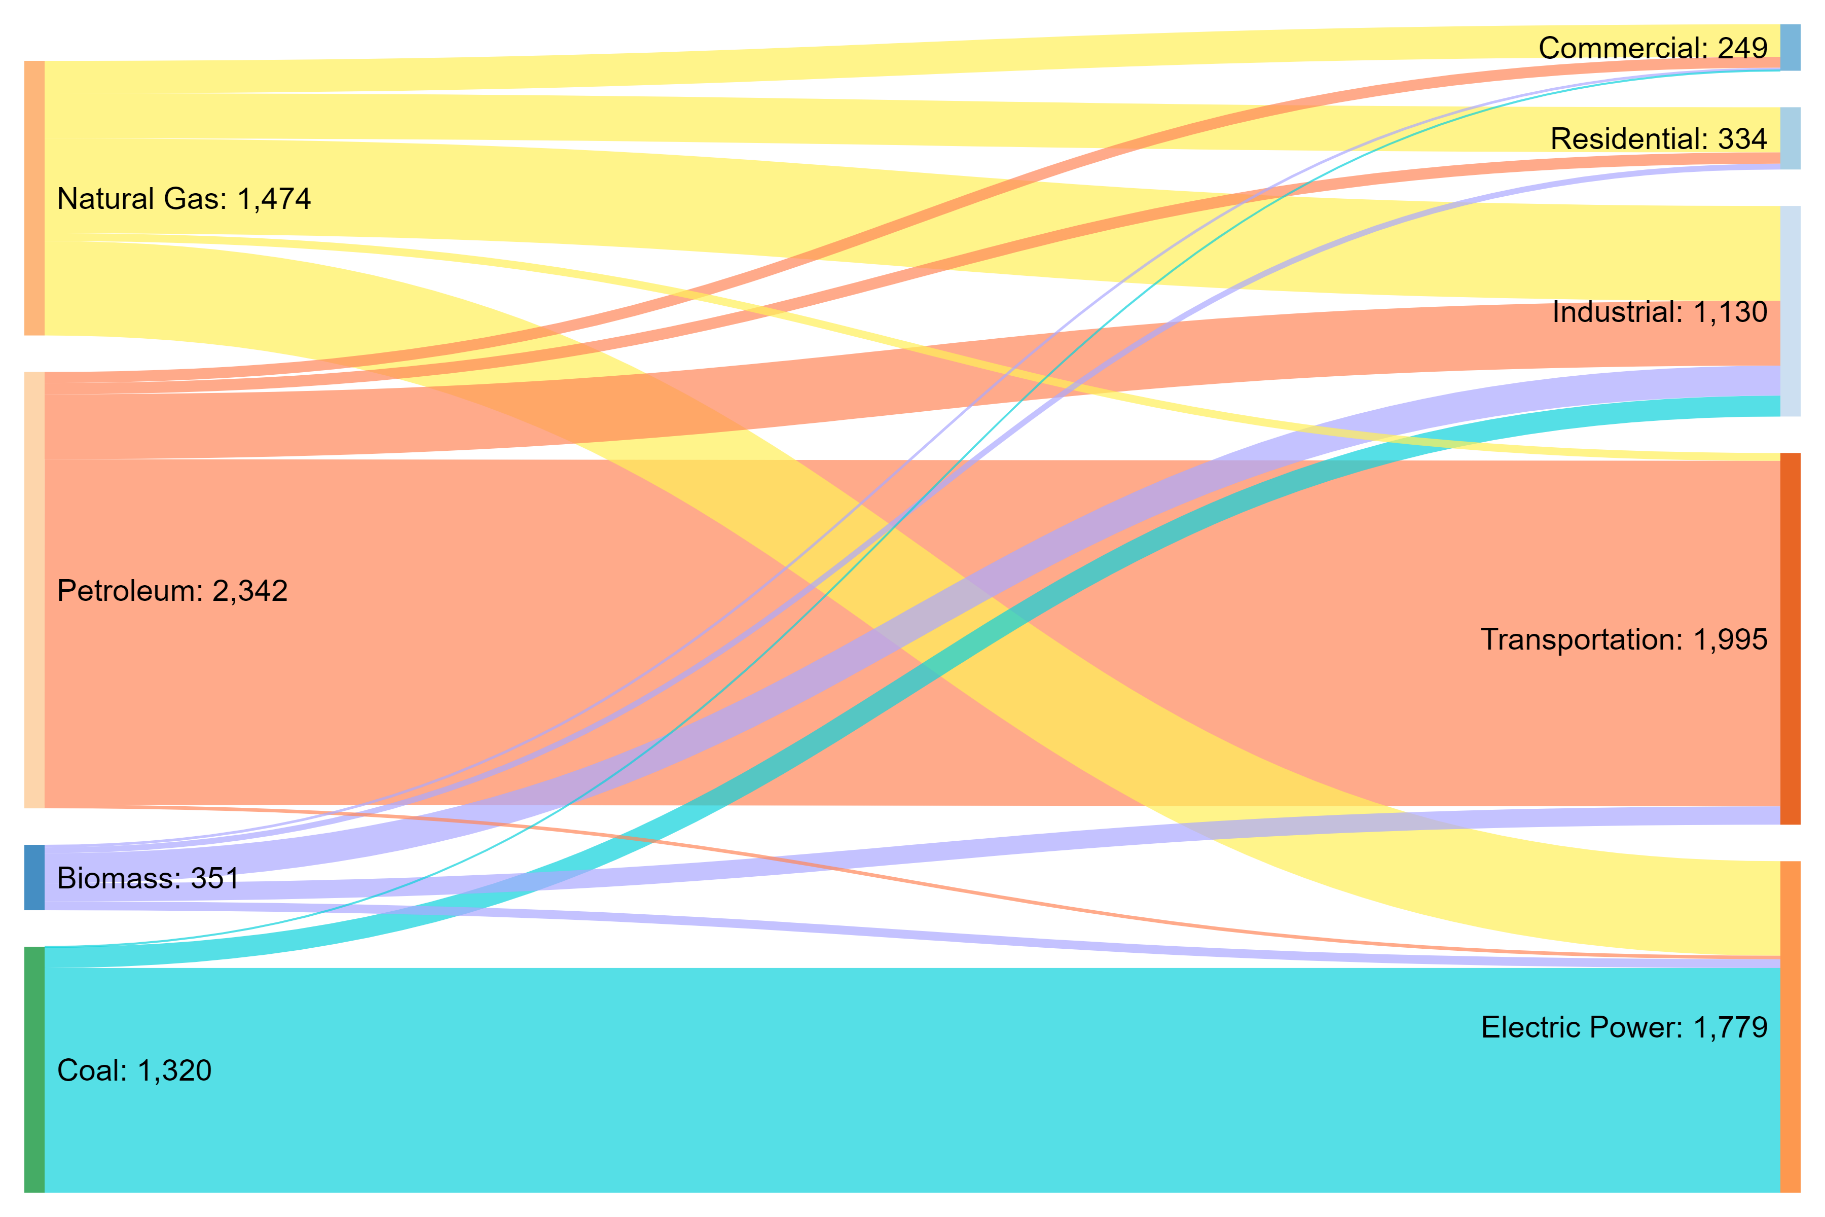 Commercial: 249
Residential: 334
Natural Gas: 1,474
Industrial: 1,130
Petroleum: 2,342
Transportation: 1,995
Biomass: 351
Electric Power: 1,779
Coal: 1,320